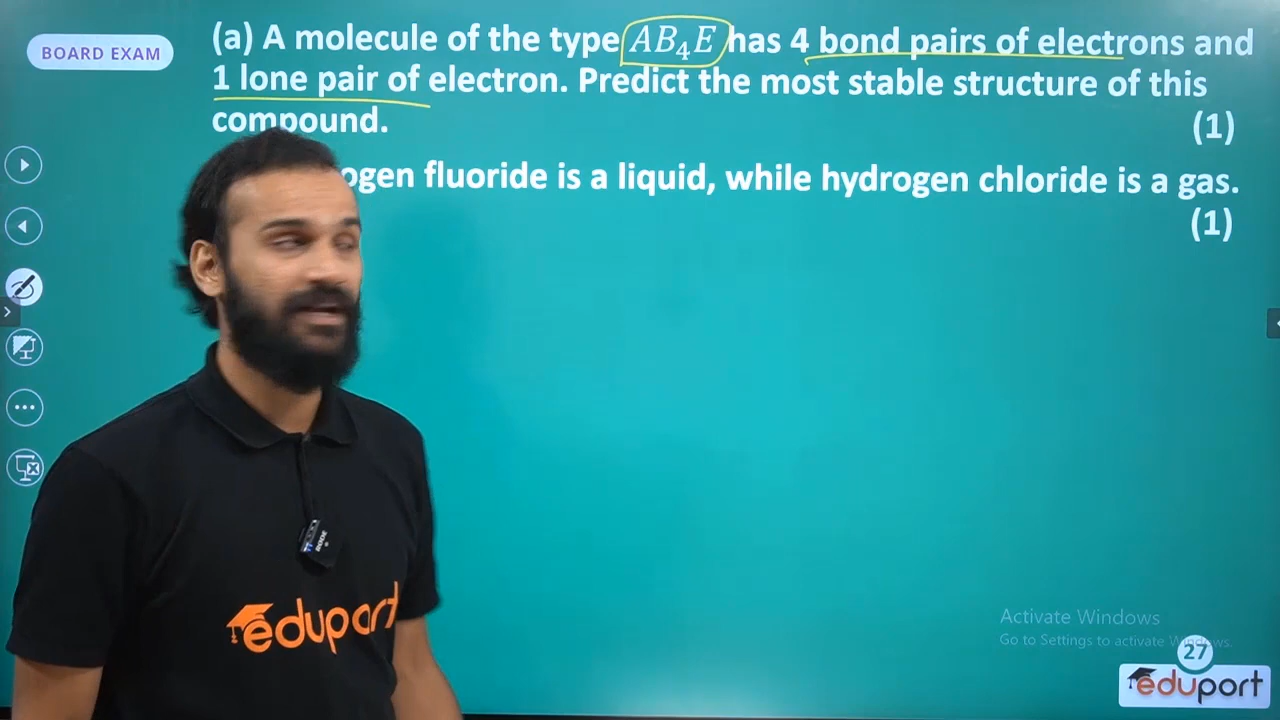 BOARD EXAM
(a) A molecule of the type AB₄E has 4 bond pairs of electrons and
1 lone pair of electron. Predict the most stable structure of this
compound. (1)
fluoride is a liquid, while hydrogen chloride is a gas.
(1)
eduport
Activate Windows
Go to Settings to activate Windows.
27
eduport